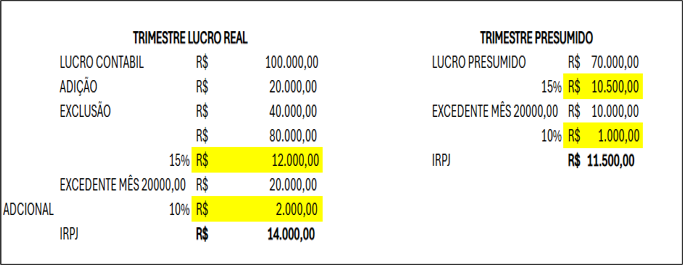 TRIMESTRE LUCRO REAL
LUCRO CONTABIL R$ 100.000,00
ADIÇÃO R$ 20.000,00
EXCLUSÃO R$ 40.000,00
R$ 80.000,00
15% R$ 12.000,00
EXCEDENTE MÊS 20000,00 R$ 20.000,00
ADCIONAL 10% R$ 2.000,00
IRPJ R$ 14.000,00
TRIMESTRE PRESUMIDO
LUCRO PRESUMIDO R$ 70.000,00
15% R$ 10.500,00
EXCEDENTE MÊS 20000,00 R$ 10.000,00
10% R$ 1.000,00
IRPJ R$ 11.500,00